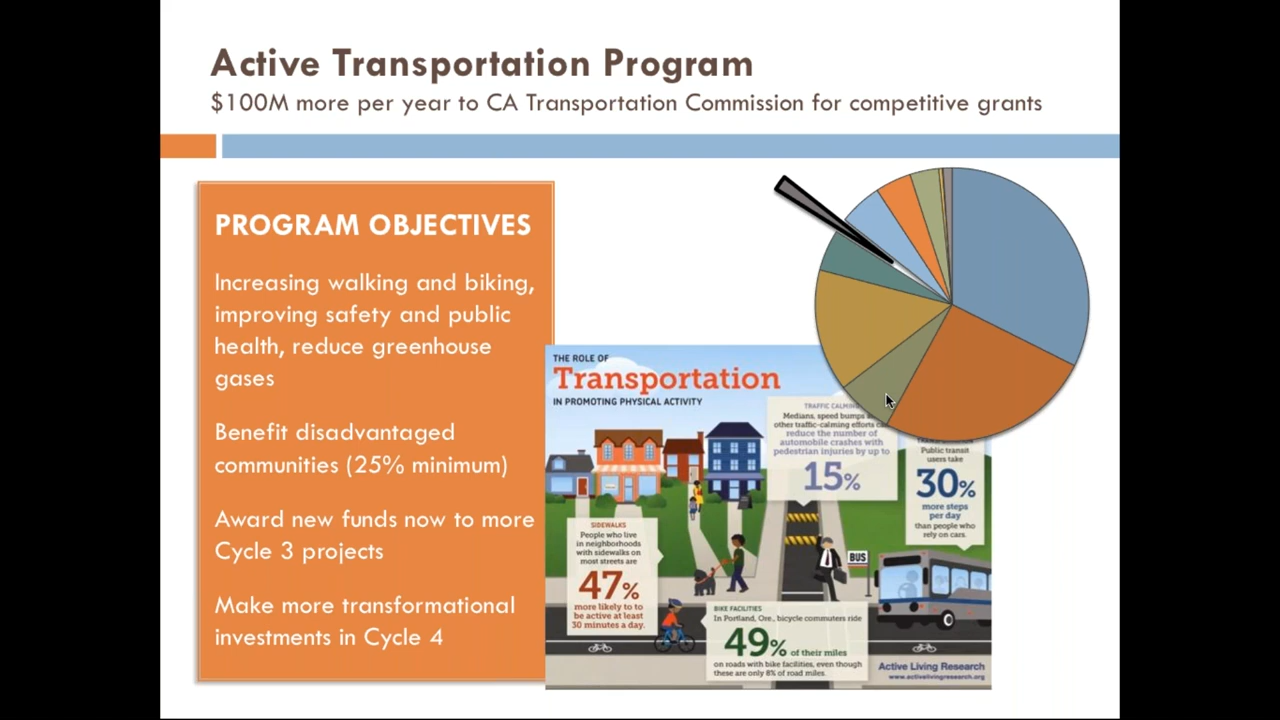 Active Transportation Program
$100M more per year to CA Transportation Commission for competitive grants
PROGRAM OBJECTIVES
Increasing walking and biking,
improving safety and public
health, reduce greenhouse
gases
Benefit disadvantaged
communities (25% minimum)
Award new funds now to more
Cycle 3 projects
Make more transformational
investments in Cycle 4
THE ROLE OF
Transportation
IN PROMOTING PHYSICAL ACTIVITY
TRAFFIC CALMING
Medians, speed bumps
other traffic-calming efforts
reduce the number of
automobile crashes with
pedestrian injuries by up to
15%
Public transit
users take
30%
more steps
per day
than people who
rely on cars.
SIDEWALKS
People who live
in neighborhoods
with sidewalks on
most streets are
47%
more likely to to
be active at least
30 minutes a day.
BUS
BIKE FACILITIES
In Portland, Ore., bicycle commuters ride
49% of their miles
on roads with bike facilities, even though
these are only 8% of road miles.
Active Living Research
www.activelivingresearch.org